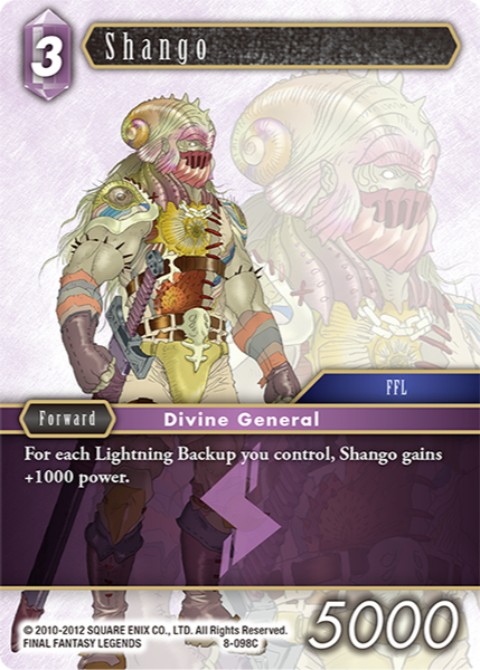 3
Shango
FFL
Forward
Divine General
For each Lightning Backup you control, Shango gains
+1000 power.
© 2010-2012 SQUARE ENIX CO., LTD. All Rights Reserved.
FINAL FANTASY LEGENDS
8-098C
5000